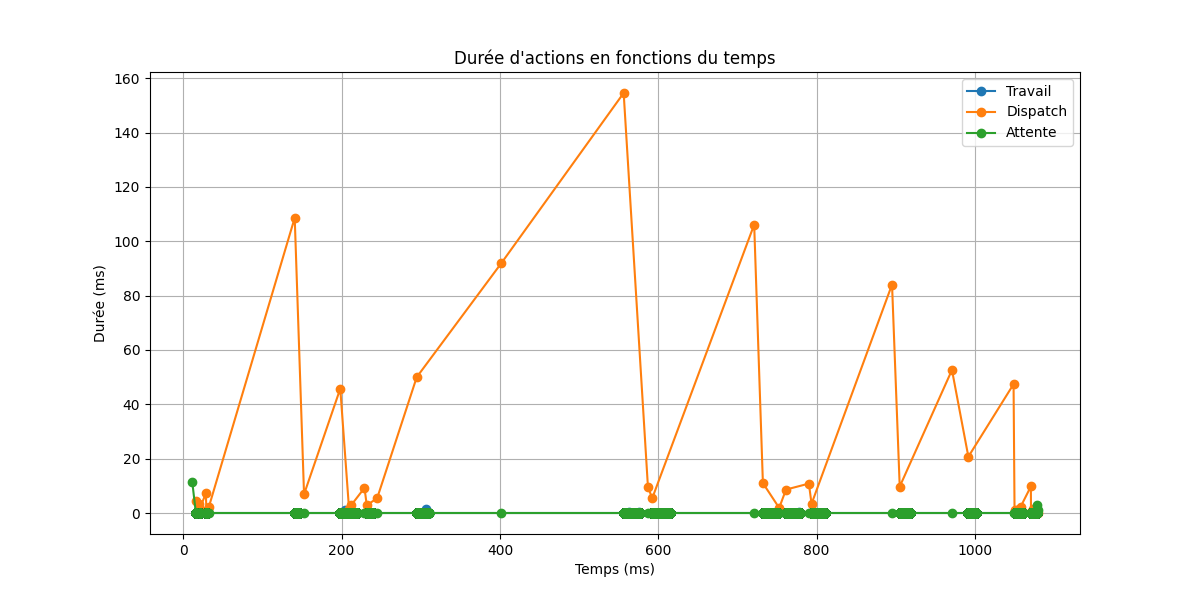 Durée d'actions en fonctions du temps
Travail
Dispatch
Attente
Durée (ms)
160
140
120
100
80
60
40
20
0
0 200 400 600 800 1000
Temps (ms)